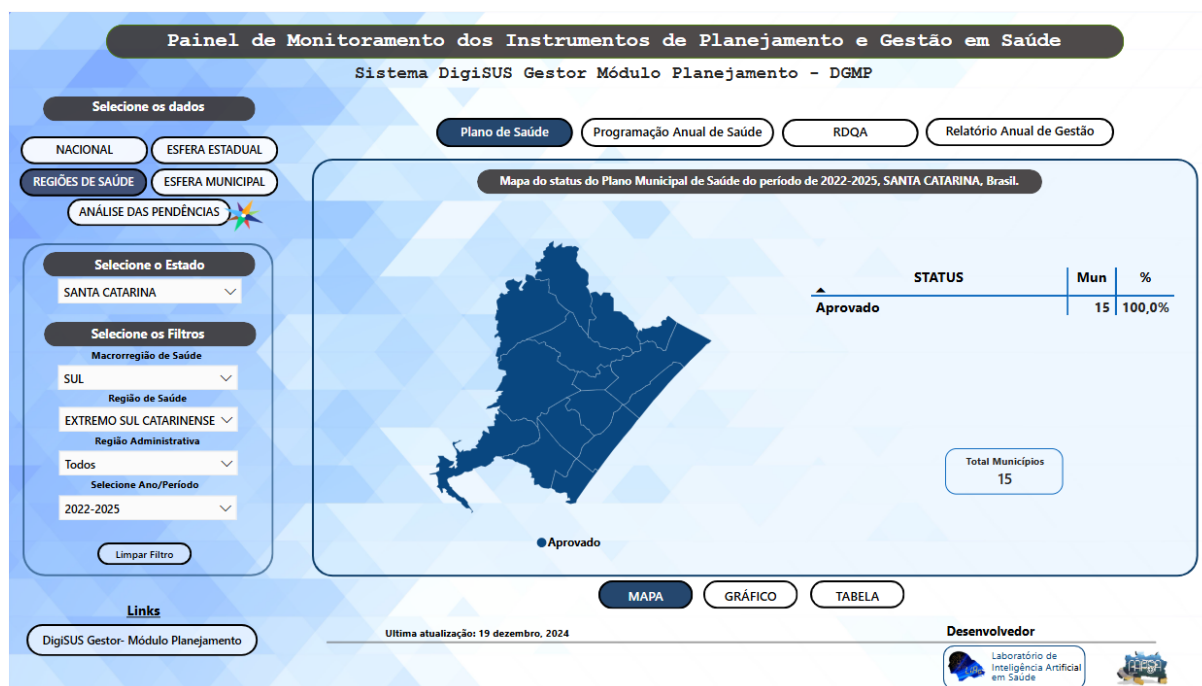 Painel de Monitoramento dos Instrumentos de Planejamento e Gestão em Saúde
Sistema DigiSUS Gestor Módulo Planejamento - DGMP
Selecione os dados
NACIONAL
ESFERA ESTADUAL
REGIÕES DE SAÚDE
ESFERA MUNICIPAL
ANÁLISE DAS PENDÊNCIAS
Selecione o Estado
SANTA CATARINA
Selecione os Filtros
Macrorregião de Saúde
SUL
Região de Saúde
EXTREMO SUL CATARINENSE
Região Administrativa
Todos
Selecione Ano/Período
2022-2025
Limpar Filtro
Links
DigiSUS Gestor- Módulo Planejamento
Plano de Saúde
Programação Anual de Saúde
RDQA
Relatório Anual de Gestão
Mapa do status do Plano Municipal de Saúde do período de 2022-2025, SANTA CATARINA, Brasil.
STATUS Mun %
Aprovado 15 100,0%
Total Municípios
15
Aprovado
MAPA
GRÁFICO
TABELA
Ultima atualização: 19 dezembro, 2024
Desenvolvedor
Laboratório de
Inteligência Artificial
em Saúde